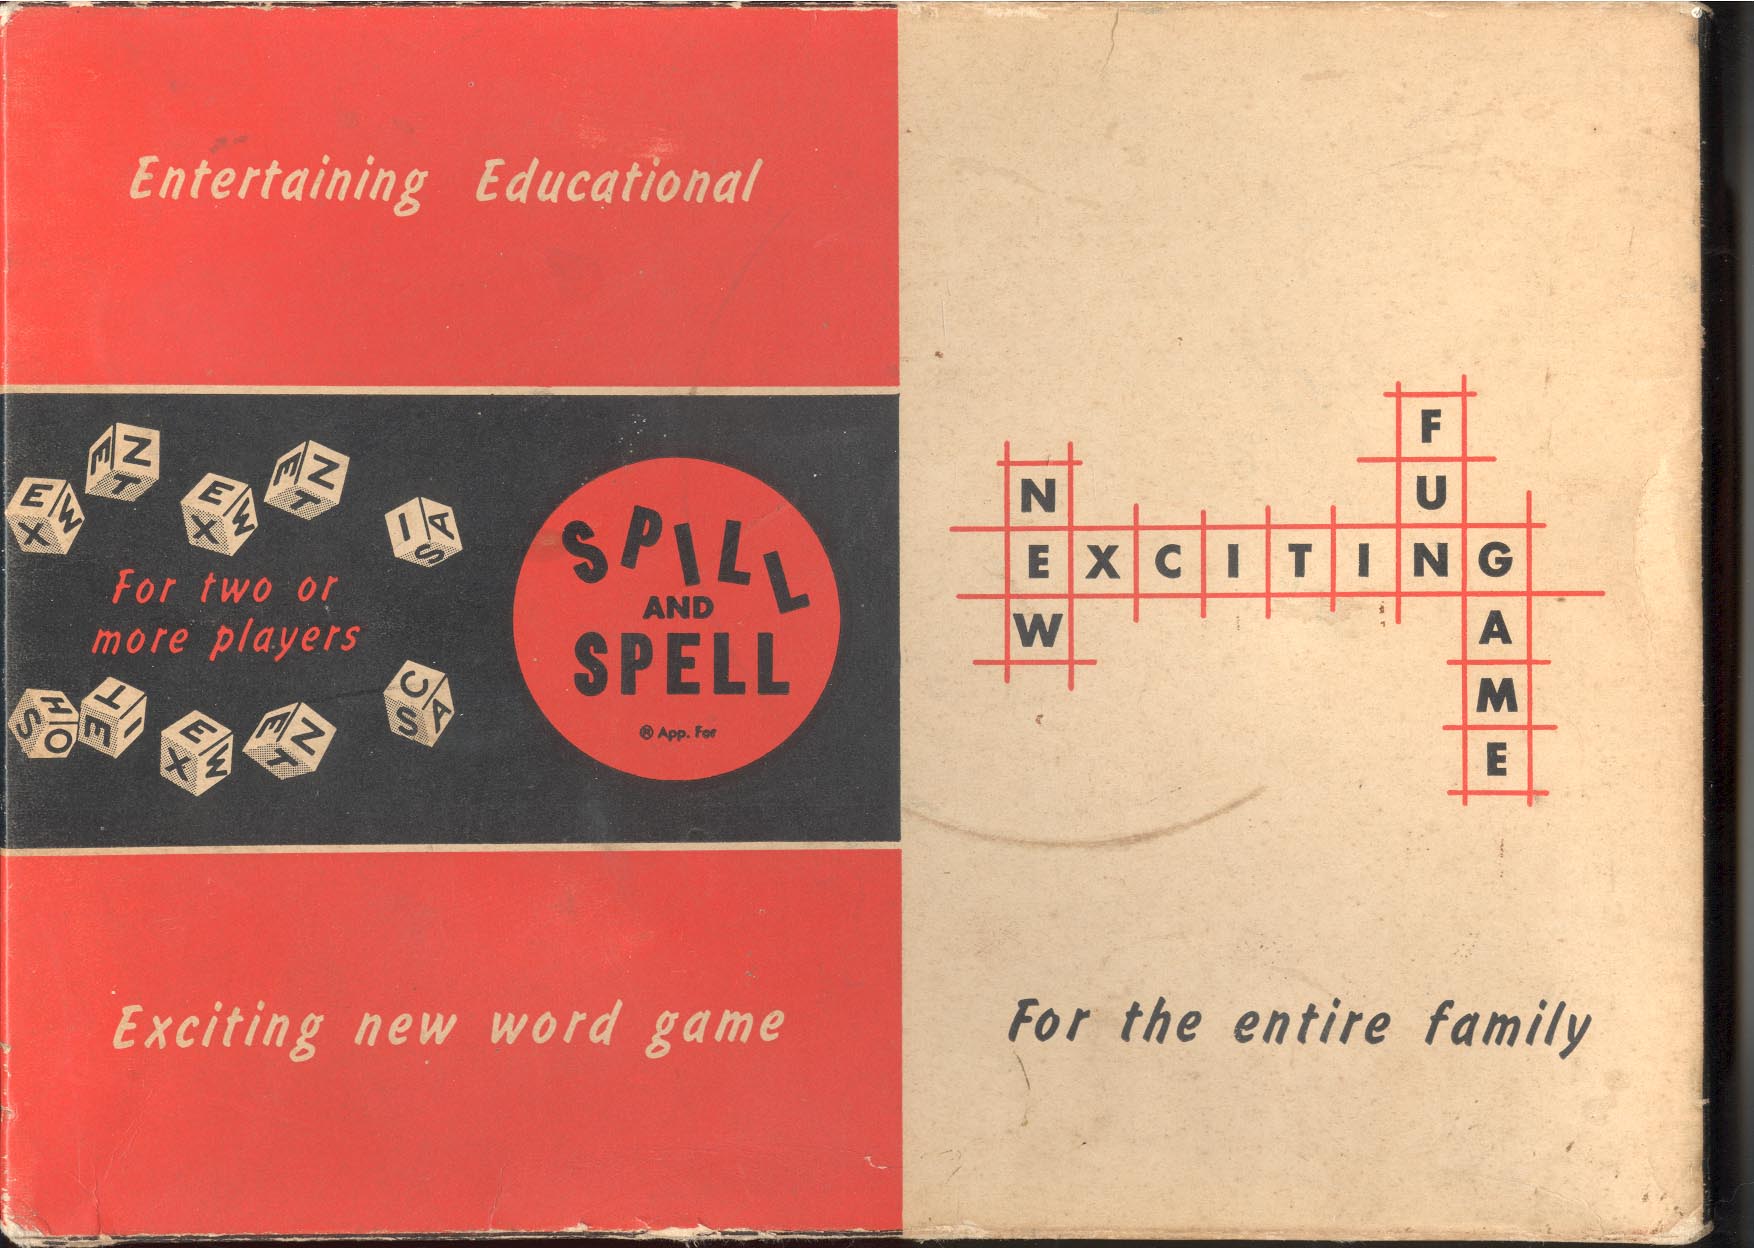 Entertaining Educational
E X W
N E T
E X W
N E T
I A S
For two or
more players
H S O
T E I
E X W
N E T
C S A
SPILL
AND
SPELL
® App. For
Exciting new word game
F
N U
EXCITING
W A
M
E
For the entire family